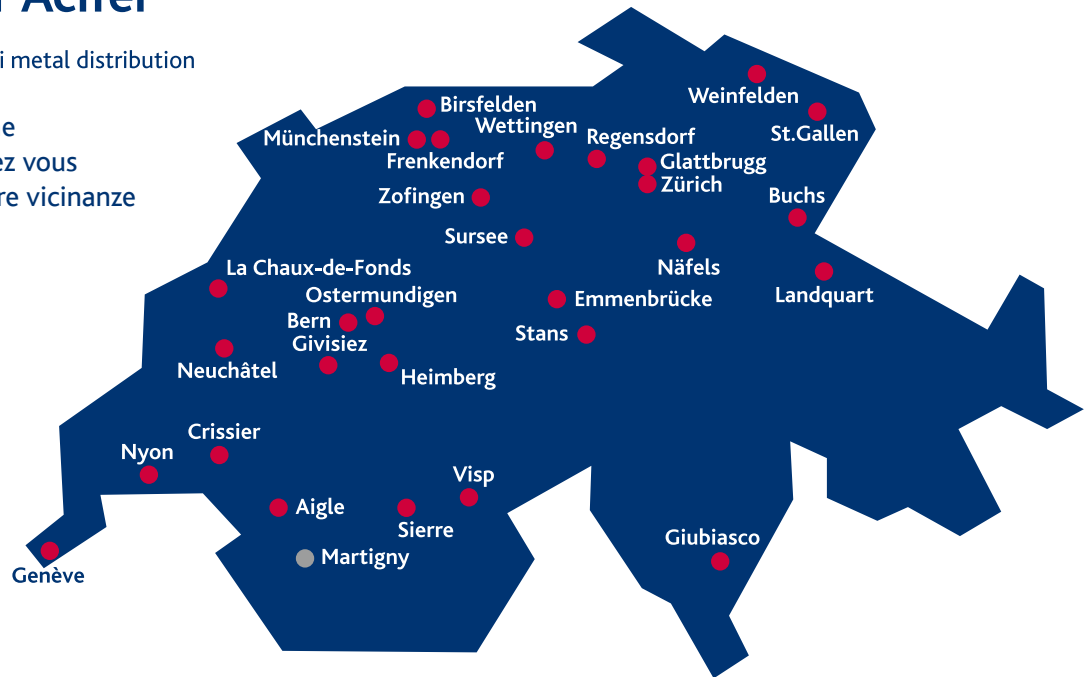 Acifer
i metal distribution
e
ez vous
re vicinanze
Weinfelden
St.Gallen
Birsfelden
Wettingen
Münchenstein
Regensdorf
Frenkendorf
Glattbrugg
Zürich
Zofingen
Buchs
Sursee
Näfels
La Chaux-de-Fonds
Landquart
Ostermundigen
Emmenbrücke
Bern
Stans
Givisiez
Neuchâtel
Heimberg
Crissier
Nyon
Visp
Aigle
Sierre
Giubiasco
Martigny
Genève